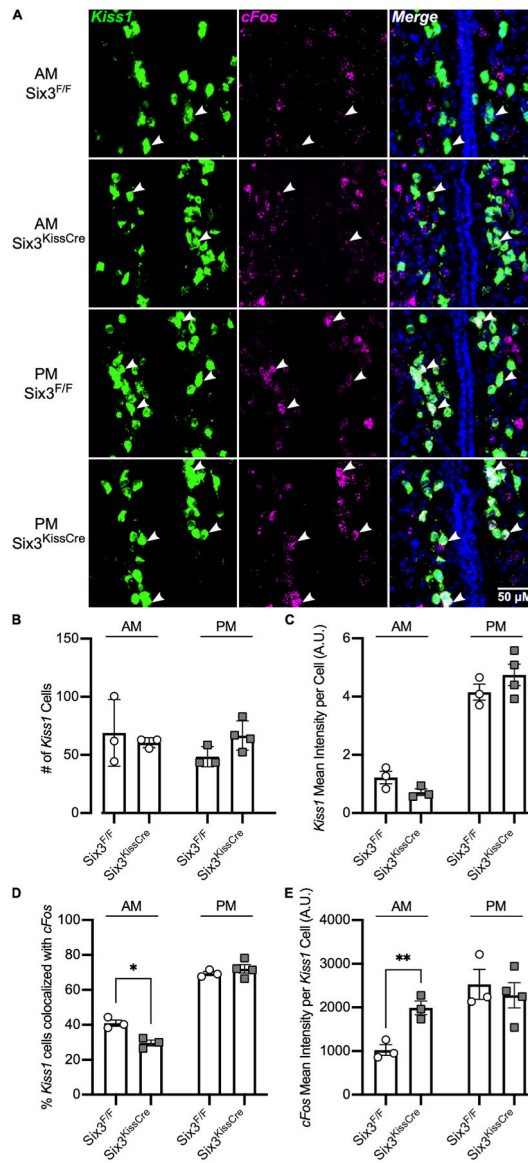 A
Kiss1
cFos
Merge
AM
Six3F/F
AM
Six3KissCre
PM
Six3F/F
PM
Six3KissCre
50 µM
B
AM
PM
# of Kiss1 Cells
150
100
50
0
Six3F/F
Six3KissCre
Six3F/F
Six3KissCre
C
AM
PM
Kiss1 Mean Intensity per Cell (A.U.)
6
4
2
0
Six3F/F
Six3KissCre
Six3F/F
Six3KissCre
D
AM
PM
% Kiss1 cells colocalized with cFos
100
80
60
40
20
0
*
Six3F/F
Six3KissCre
Six3F/F
Six3KissCre
E
AM
PM
cFos Mean Intensity per Kiss1 Cell (A.U.)
4000
3000
2000
1000
0
**
Six3F/F
Six3KissCre
Six3F/F
Six3KissCre